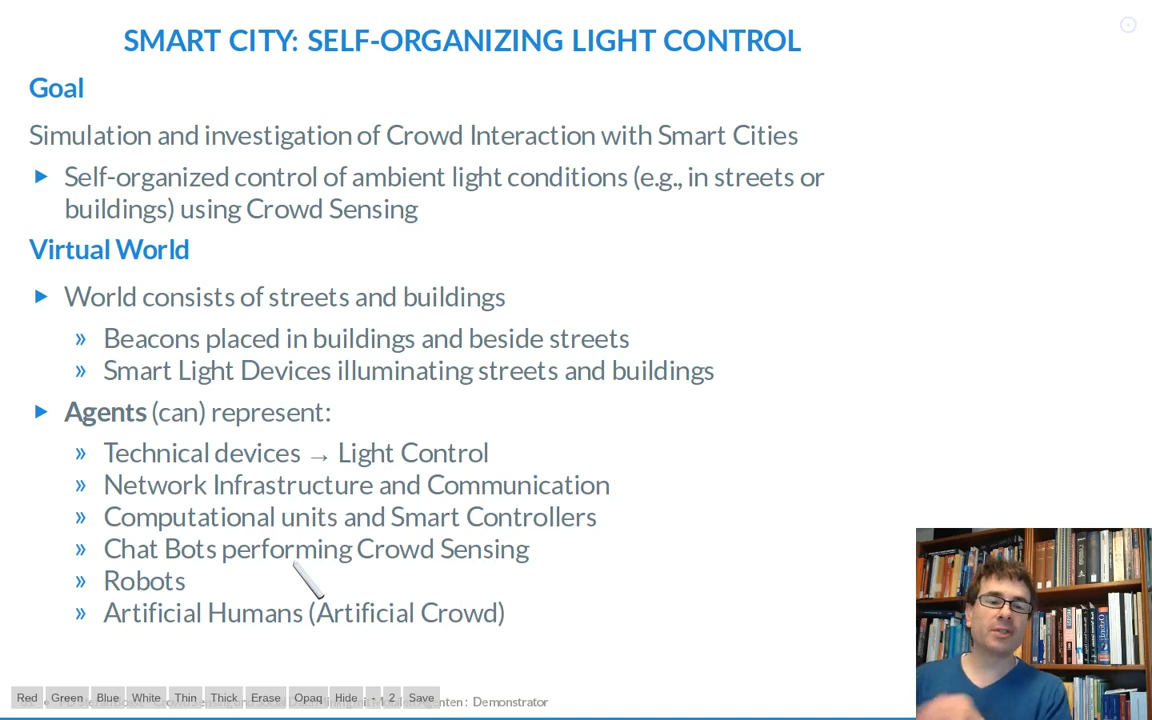 SMART CITY: SELF-ORGANIZING LIGHT CONTROL
Goal
Simulation and investigation of Crowd Interaction with Smart Cities
▶ Self-organized control of ambient light conditions (e.g., in streets or
buildings) using Crowd Sensing
Virtual World
▶ World consists of streets and buildings
» Beacons placed in buildings and beside streets
» Smart Light Devices illuminating streets and buildings
▶ Agents (can) represent:
» Technical devices → Light Control
» Network Infrastructure and Communication
» Computational units and Smart Controllers
» Chat Bots performing Crowd Sensing
» Robots
» Artificial Humans (Artificial Crowd)
Red Green Blue White Thin Thick Erase Opaq Hide - 2 Save
: Demonstrator